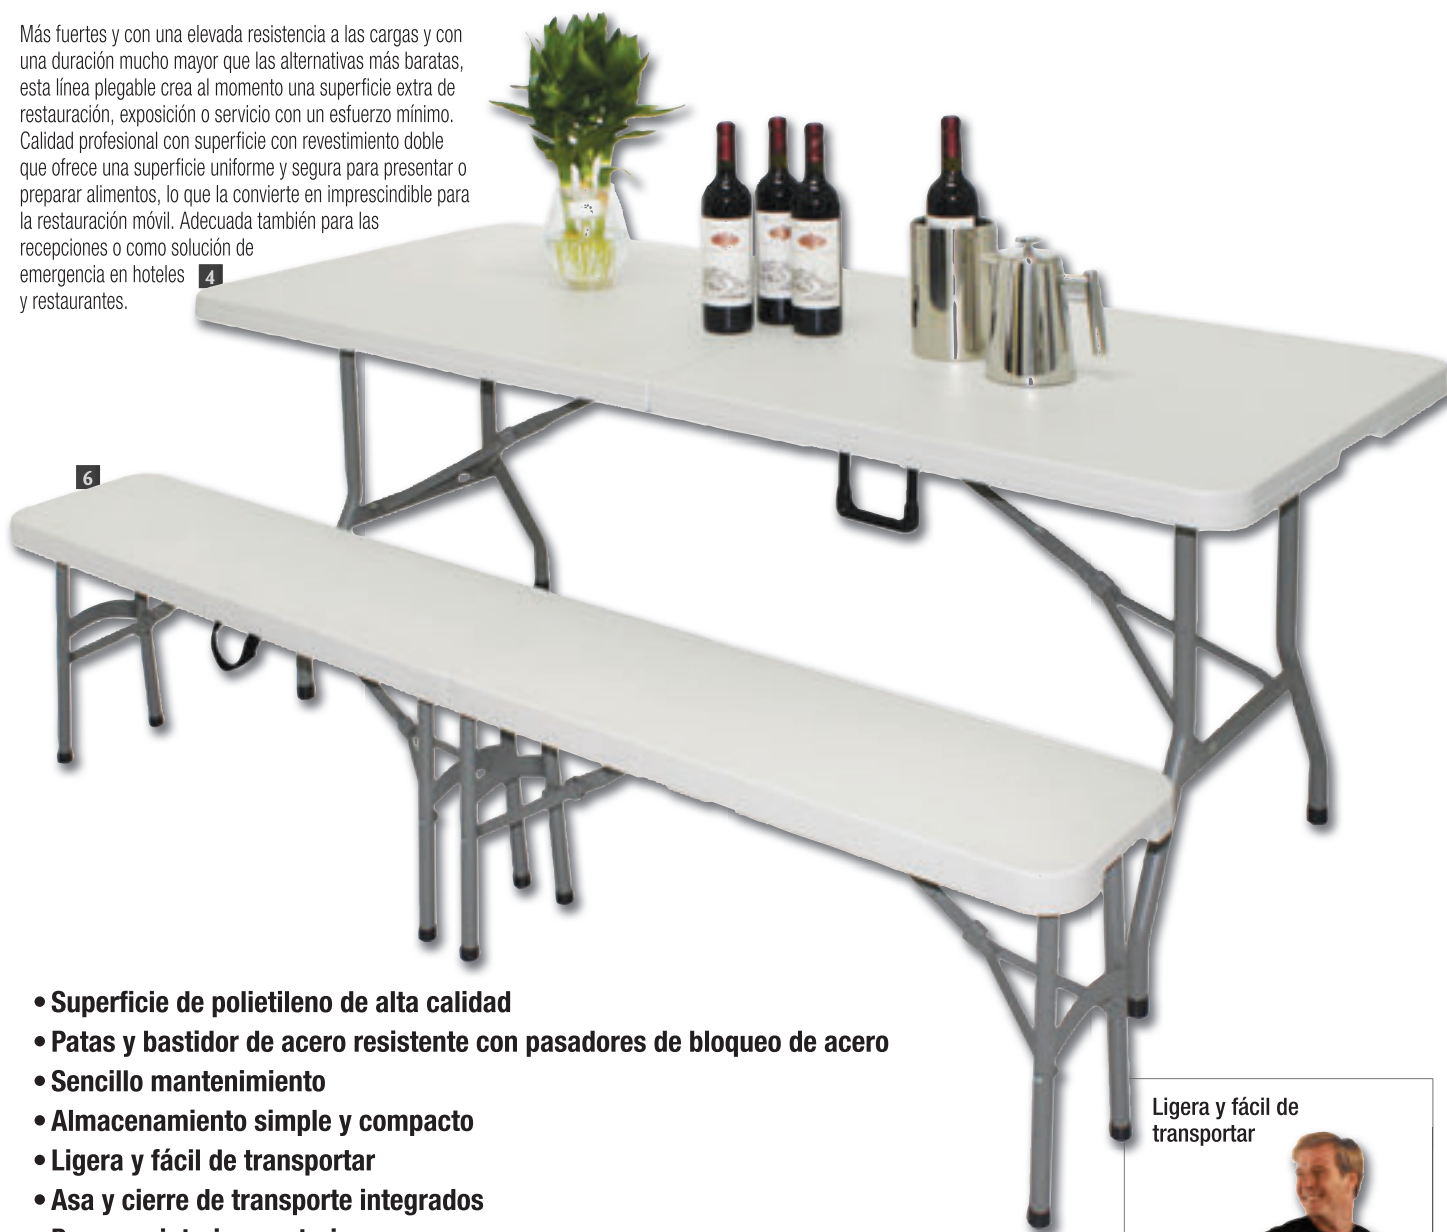 Más fuertes y con una elevada resistencia a las cargas y con
una duración mucho mayor que las alternativas más baratas,
esta línea plegable crea al momento una superficie extra de
restauración, exposición o servicio con un esfuerzo mínimo.
Calidad profesional con superficie con revestimiento doble
que ofrece una superficie uniforme y segura para presentar o
preparar alimentos, lo que la convierte en imprescindible para
la restauración móvil. Adecuada también para las
recepciones o como solución de
emergencia en hoteles
y restaurantes.
4
6
• Superficie de polietileno de alta calidad
• Patas y bastidor de acero resistente con pasadores de bloqueo de acero
• Sencillo mantenimiento
• Almacenamiento simple y compacto
• Ligera y fácil de transportar
• Asa y cierre de transporte integrados
Ligera y fácil de
transportar